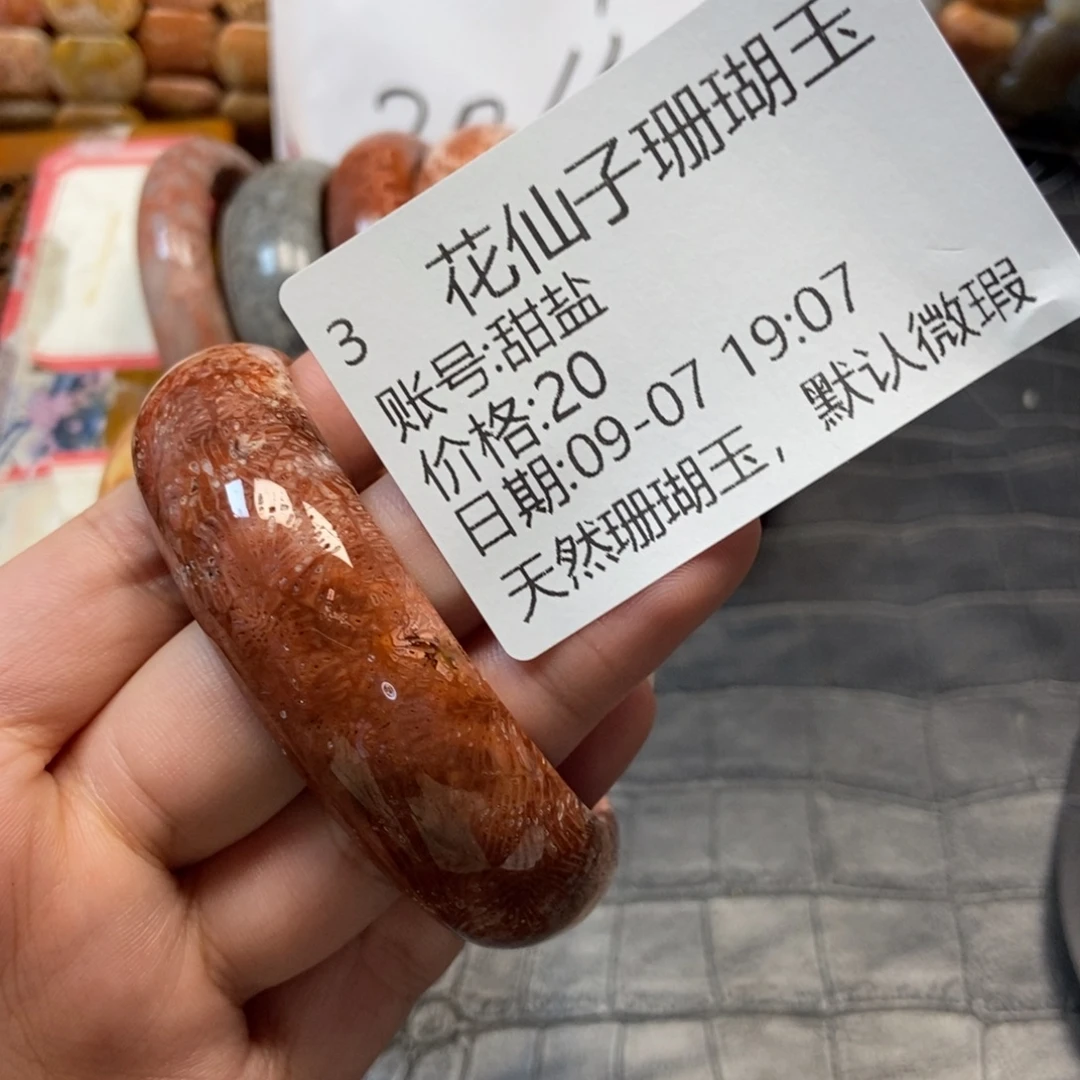 花仙子珊瑚玉
3
账号:甜盐
价格:20
日期:09-07 19:07
天然珊瑚玉，默认微瑕